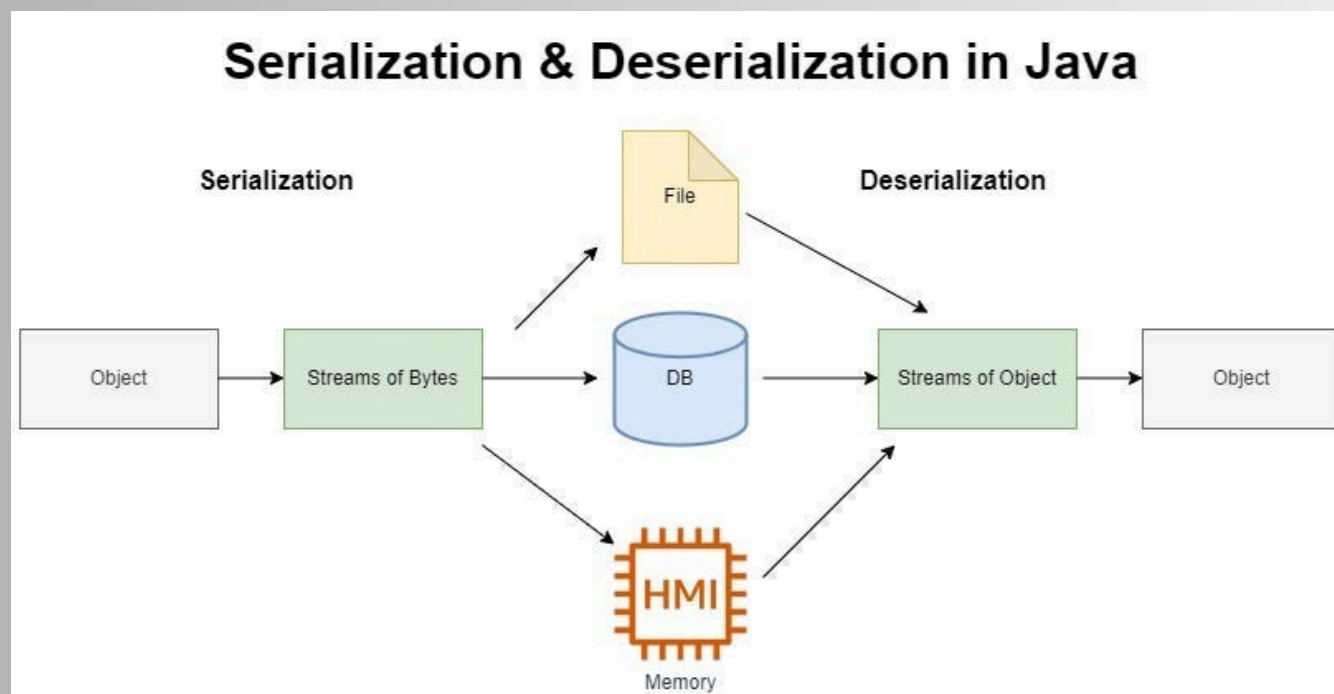 Serialization & Deserialization in Java
Serialization
Deserialization
File
Object
Streams of Bytes
DB
Streams of Object
Object
HMI
Memory